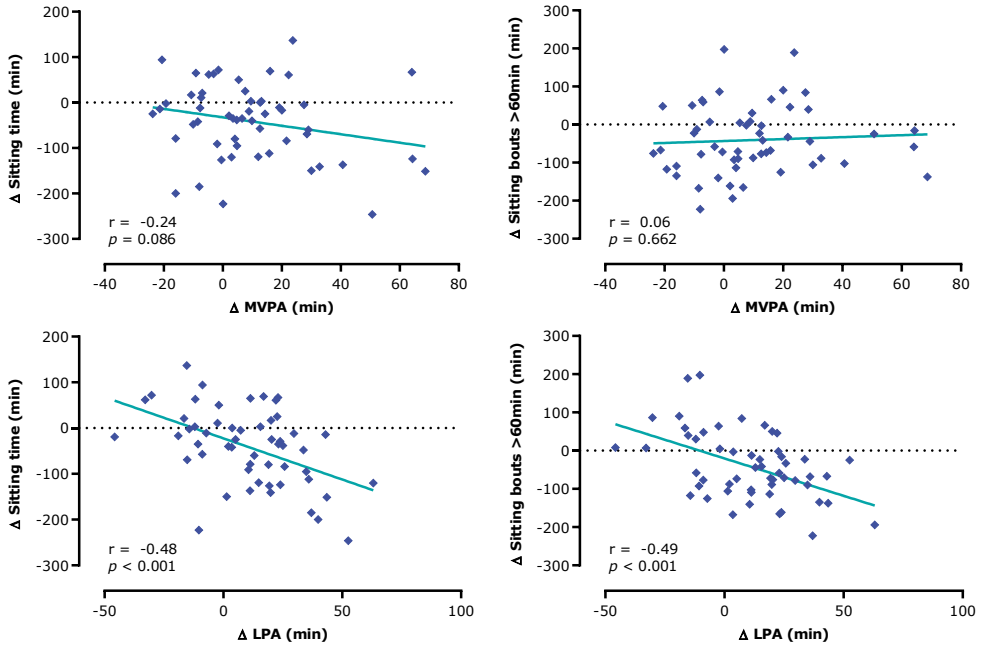 Δ Sitting time (min)
200
100
0
-100
-200
-300
r = -0.24
p = 0.086
-40 -20 0 20 40 60 80
Δ MVPA (min)
Δ Sitting bouts >60min (min)
300
200
100
0
-100
-200
-300
r = 0.06
p = 0.662
-40 -20 0 20 40 60 80
Δ MVPA (min)
Δ Sitting time (min)
200
100
0
-100
-200
-300
r = -0.48
p < 0.001
-50 0 50 100
Δ LPA (min)
Δ Sitting bouts >60min (min)
300
200
100
0
-100
-200
-300
r = -0.49
p < 0.001
-50 0 50 100
Δ LPA (min)